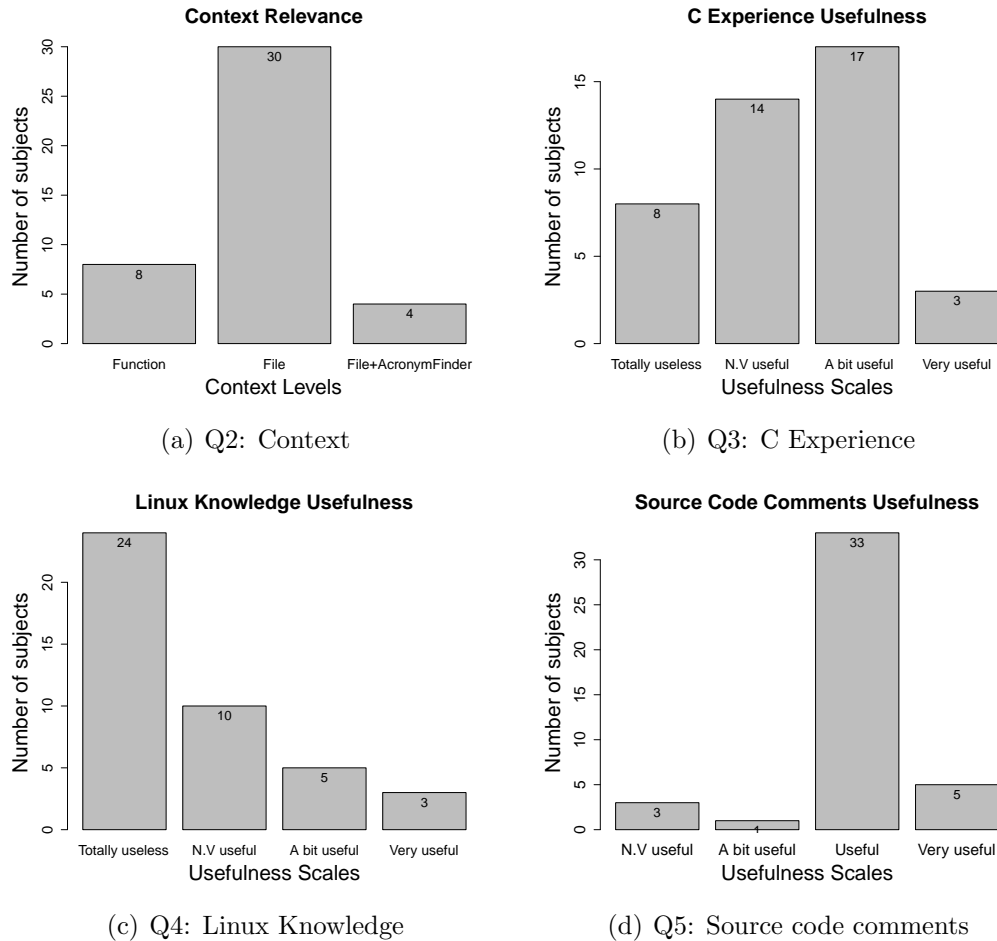 Context Relevance
Number of subjects
0
5
10
15
20
25
30
8
30
4
Function
File
File+AcronymFinder
Context Levels
(a) Q2: Context
C Experience Usefulness
Number of subjects
0
5
10
15
8
14
17
3
Totally useless
N.V useful
A bit useful
Very useful
Usefulness Scales
(b) Q3: C Experience
Linux Knowledge Usefulness
Number of subjects
0
5
10
15
20
24
10
5
3
Totally useless
N.V useful
A bit useful
Very useful
Usefulness Scales
(c) Q4: Linux Knowledge
Source Code Comments Usefulness
Number of subjects
0
5
10
15
20
25
30
3
1
33
5
N.V useful
A bit useful
Useful
Very useful
Usefulness Scales
(d) Q5: Source code comments